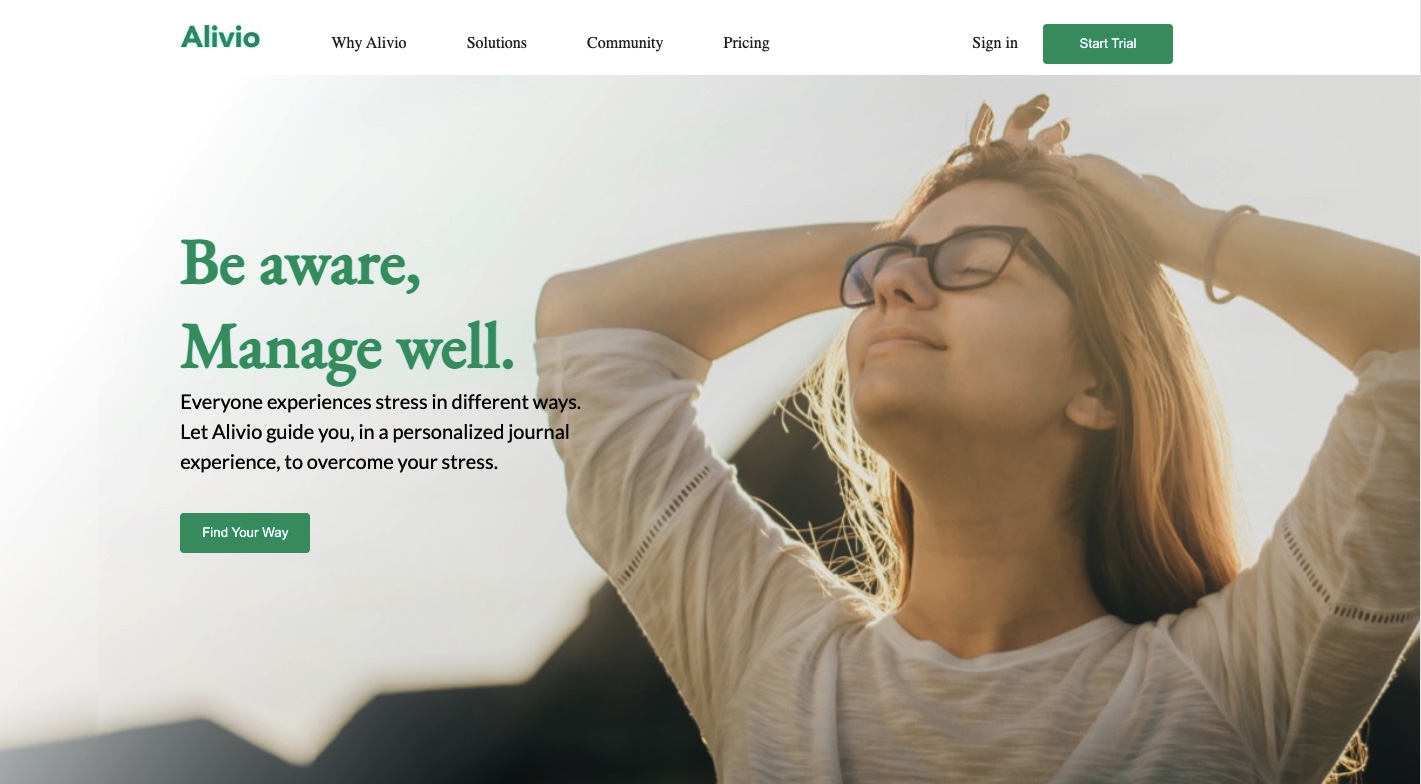 Alivio
Why Alivio
Solutions
Community
Pricing
Sign in
Start Trial
Be aware,
Manage well.
Everyone experiences stress in different ways.
Let Alivio guide you, in a personalized journal
experience, to overcome your stress.
Find Your Way